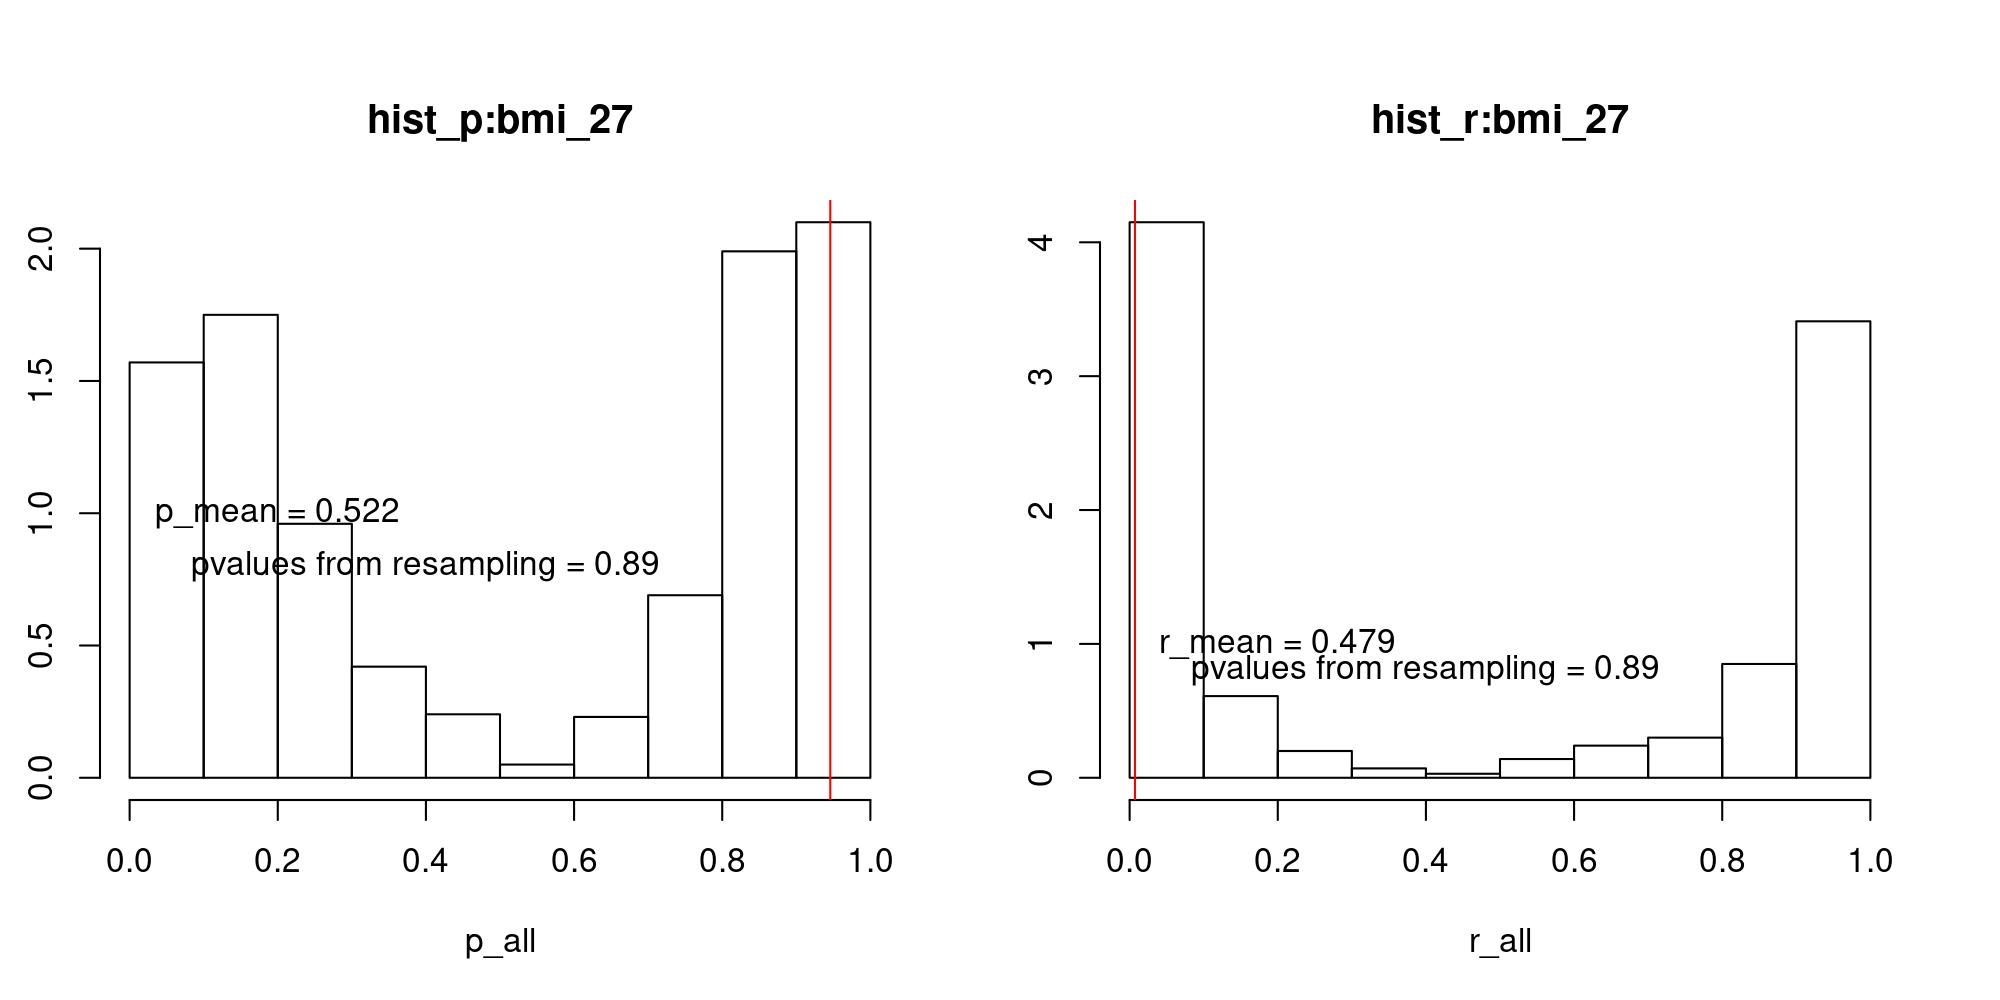 hist_p:bmi_27
2.0
1.5
1.0
0.5
0.0
p_mean = 0.522
pvalues from resampling = 0.89
0.0 0.2 0.4 0.6 0.8 1.0
p_all
hist_r:bmi_27
4
3
2
1
0
r_mean = 0.479
pvalues from resampling = 0.89
0.0 0.2 0.4 0.6 0.8 1.0
r_all